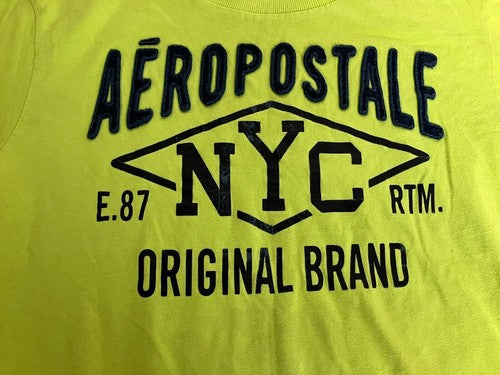 AÉROPOSTALE
NYC
E.87 RTM.
ORIGINAL BRAND